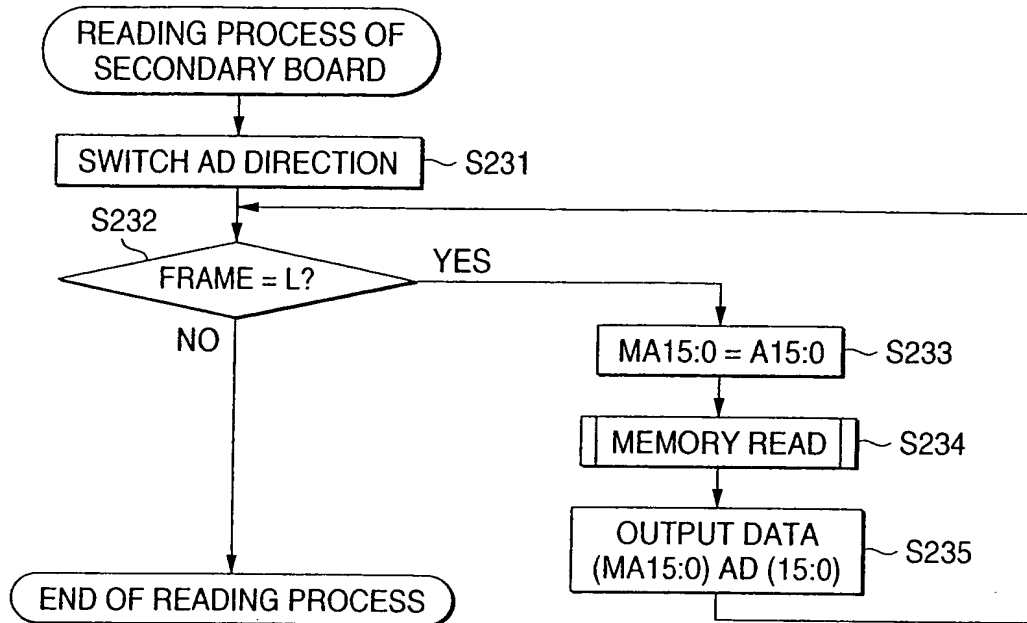 READING PROCESS OF
SECONDARY BOARD
SWITCH AD DIRECTION
S231
S232
FRAME = L?
YES
NO
MA15:0 = A15:0
S233
MEMORY READ
S234
OUTPUT DATA
(MA15:0) AD (15:0)
S235
END OF READING PROCESS